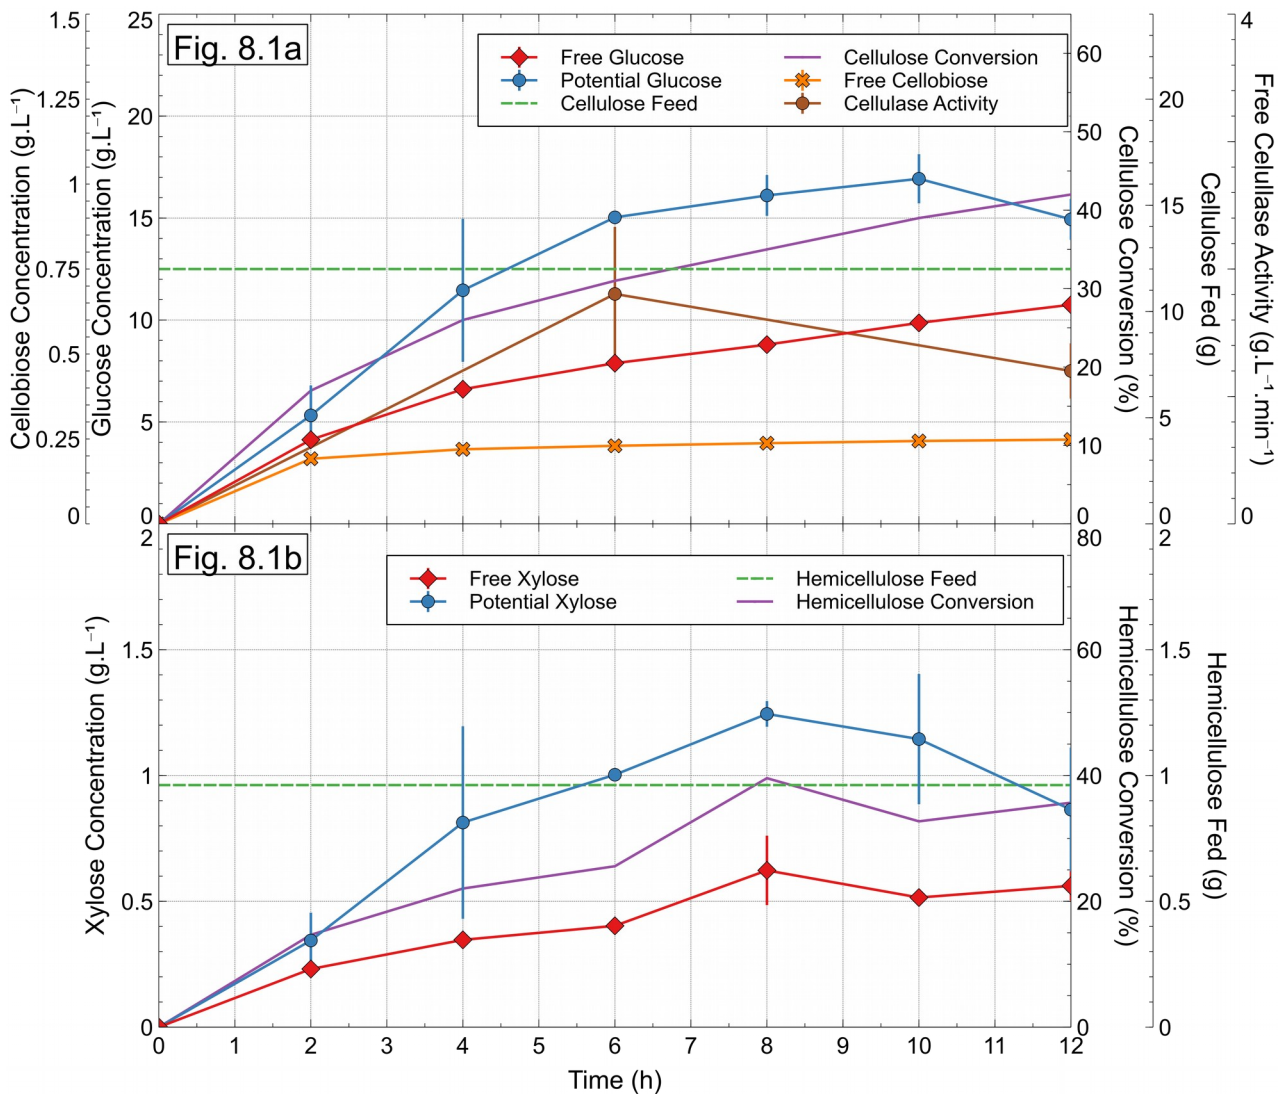 1.5
25
4
Fig. 8.1a
Free Glucose
Potential Glucose
Cellulose Feed
Cellulose Conversion
Free Cellobiose
Cellulase Activity
60
1.25
20
50
20
Cellobiose Concentration (g.L⁻¹)
Glucose Concentration (g.L⁻¹)
Cellulose Conversion (%)
Cellulose Fed (g)
Free Celullase Activity (g.L⁻¹.min⁻¹)
1
15
40
15
0.75
30
10
10
0.5
20
5
5
0.25
10
0
0
0
0
0
2
80
2
Fig. 8.1b
Free Xylose
Potential Xylose
Hemicellulose Feed
Hemicellulose Conversion
1.5
60
1.5
Xylose Concentration (g.L⁻¹)
Hemicellulose Conversion (%)
Hemicellulose Fed (g)
1
40
1
0.5
20
0.5
0
0
0
0 1 2 3 4 5 6 7 8 9 10 11 12
Time (h)